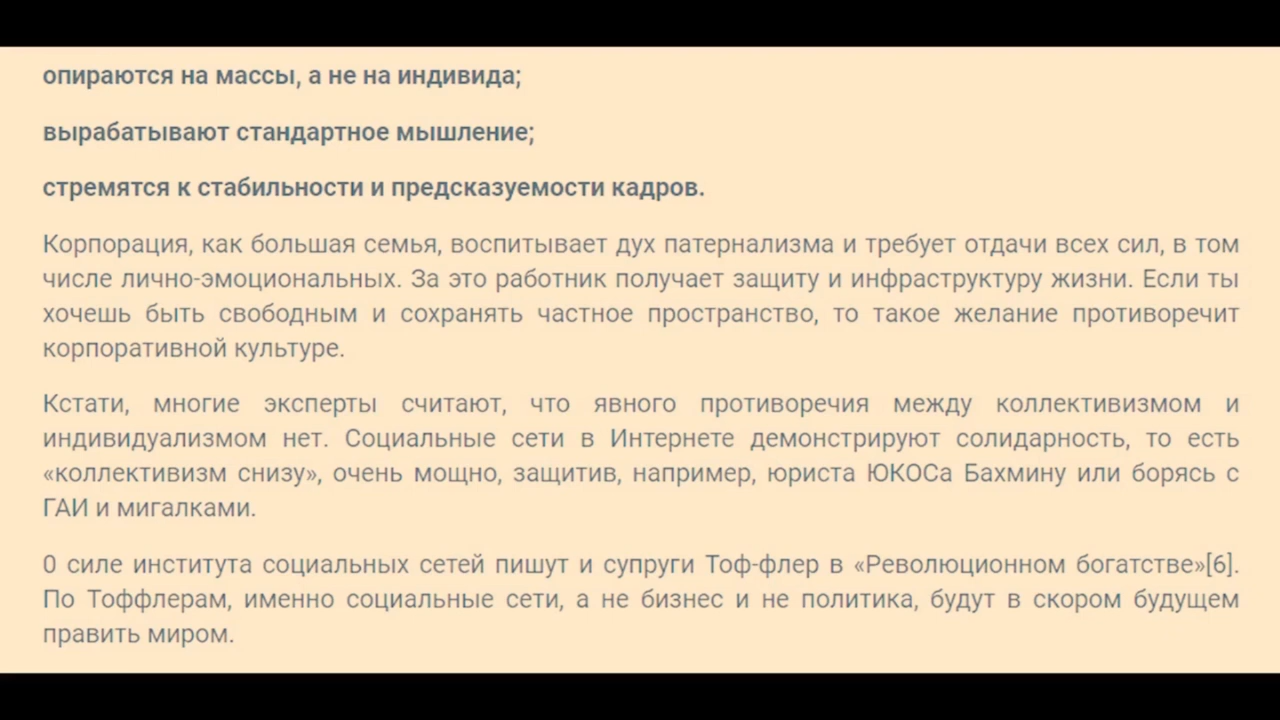 опираются на массы, а не на индивида;
вырабатывают стандартное мышление;
стремятся к стабильности и предсказуемости кадров.
Корпорация, как большая семья, воспитывает дух патернализма и требует отдачи всех сил, в том
числе лично-эмоциональных. За это работник получает защиту и инфраструктуру жизни. Если ты
хочешь быть свободным и сохранять частное пространство, то такое желание противоречит
корпоративной культуре.
Кстати, многие эксперты считают, что явного противоречия между коллективизмом и
индивидуализмом нет. Социальные сети в Интернете демонстрируют солидарность, то есть
«коллективизм снизу», очень мощно, защитив, например, юриста ЮКОСа Бахмину или борясь с
ГАИ и мигалками.
0 силе института социальных сетей пишут и супруги Тоф-флер в «Революционном богатстве»[6].
По Тоффлерам, именно социальные сети, а не бизнес и не политика, будут в скором будущем
править миром.